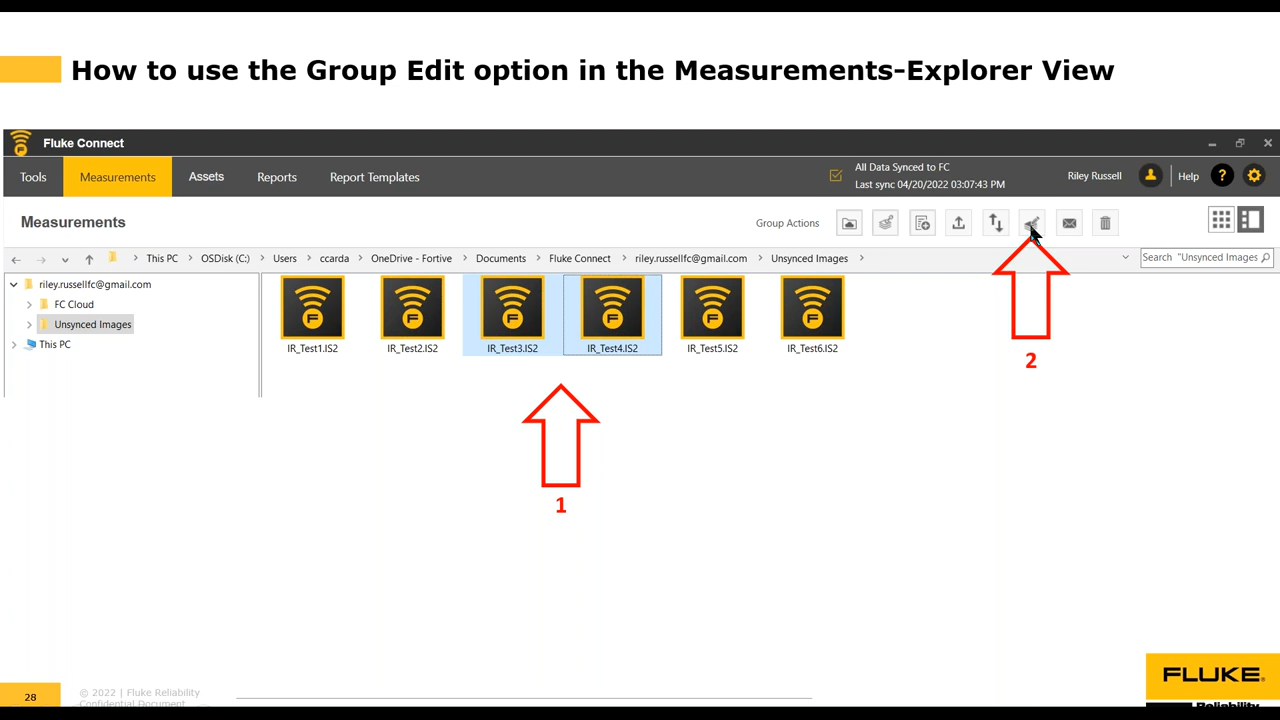 How to use the Group Edit option in the Measurements-Explorer View
Fluke Connect
Tools Measurements Assets Reports Report Templates
All Data Synced to FC
Last sync 04/20/2022 03:07:43 PM
Riley Russell Help ?
Measurements
Group Actions
This PC OSDisk (C:) Users ccarda OneDrive - Fortive Documents Fluke Connect riley.russellfc@gmail.com Unsynced Images
Search "Unsynced Images
riley.russellfc@gmail.com
FC Cloud
Unsynced Images
This PC
F F F F F F
IR_Test1.IS2 IR_Test2.IS2 IR_Test3.IS2 IR_Test4.IS2 IR_Test5.IS2 IR_Test6.IS2
2
1
28
© 2022 | Fluke Reliability
Confidential Document
FLUKE®
Reliability